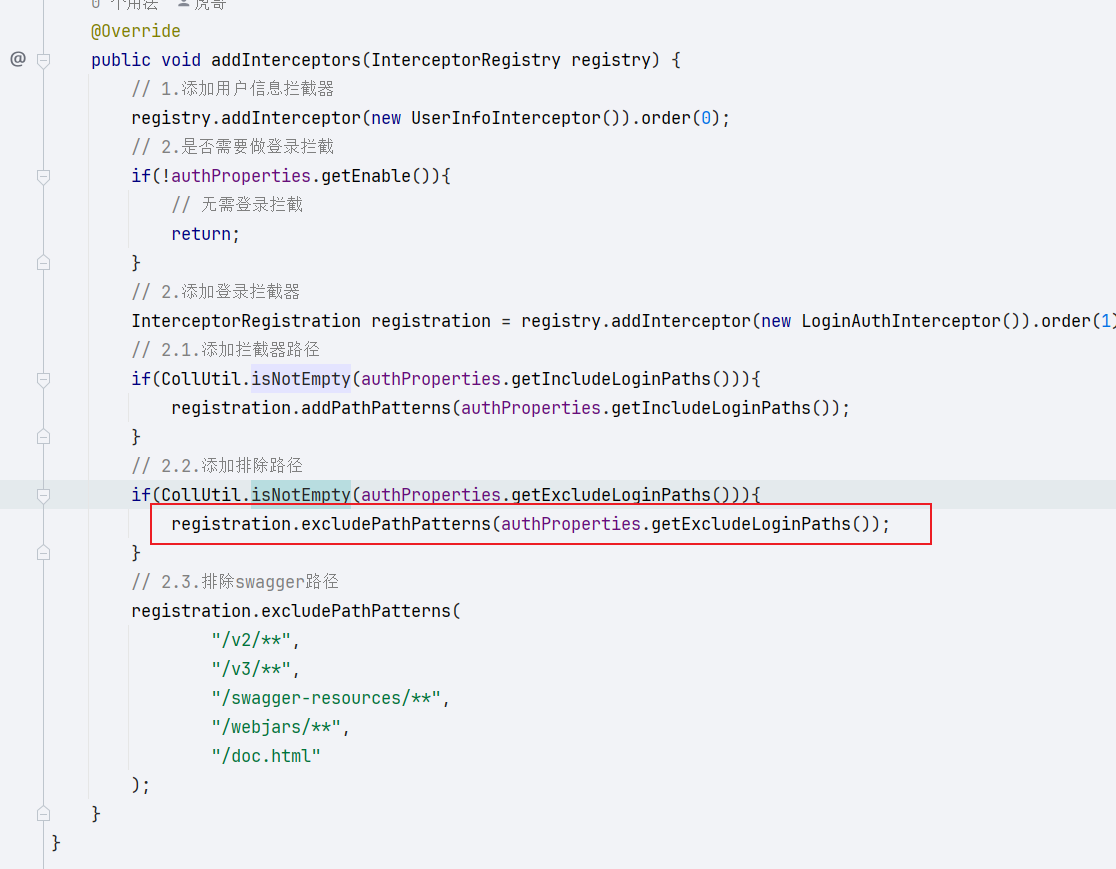 0 个用法 虎哥
@Override
@ public void addInterceptors(InterceptorRegistry registry) {
// 1.添加用户信息拦截器
registry.addInterceptor(new UserInfoInterceptor()).order(0);
// 2.是否需要做登录拦截
if(!authProperties.getEnable()){
// 无需登录拦截
return;
}
// 2.添加登录拦截器
InterceptorRegistration registration = registry.addInterceptor(new LoginAuthInterceptor()).order(1)
// 2.1.添加拦截器路径
if(CollUtil.isNotEmpty(authProperties.getIncludeLoginPaths())){
registration.addPathPatterns(authProperties.getIncludeLoginPaths());
}
// 2.2.添加排除路径
if(CollUtil.isNotEmpty(authProperties.getExcludeLoginPaths())){
registration.excludePathPatterns(authProperties.getExcludeLoginPaths());
}
// 2.3.排除swagger路径
registration.excludePathPatterns(
"/v2/**",
"/v3/**",
"/swagger-resources/**",
"/webjars/**",
"/doc.html"
);
}
}